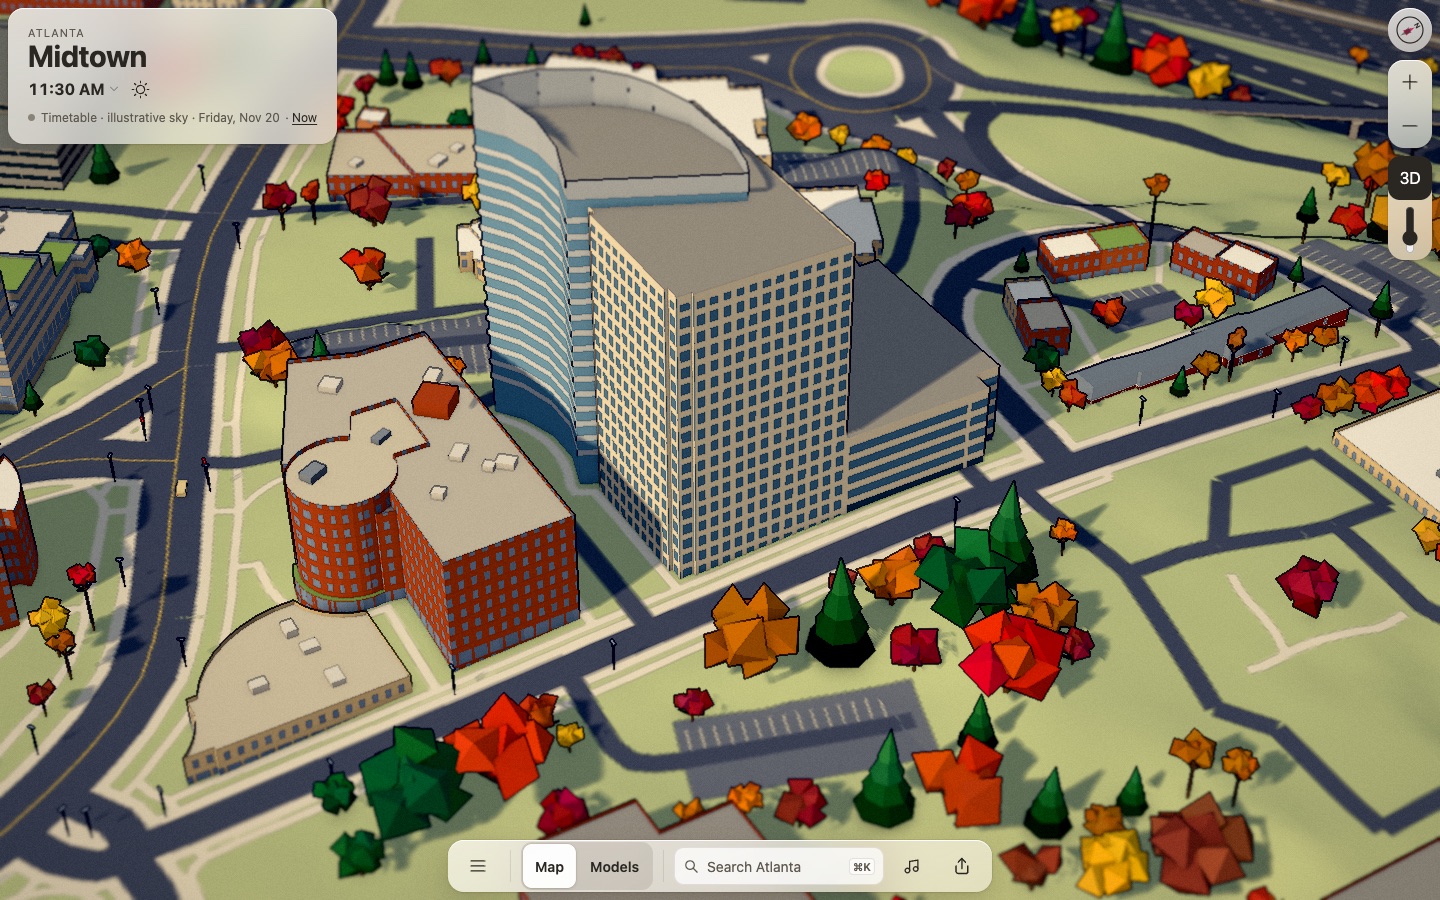 ATLANTA
Midtown
11:30 AM
Timetable · illustrative sky · Friday, Nov 20 · Now
N
+
−
3D
Map
Models
Search Atlanta
⌘K